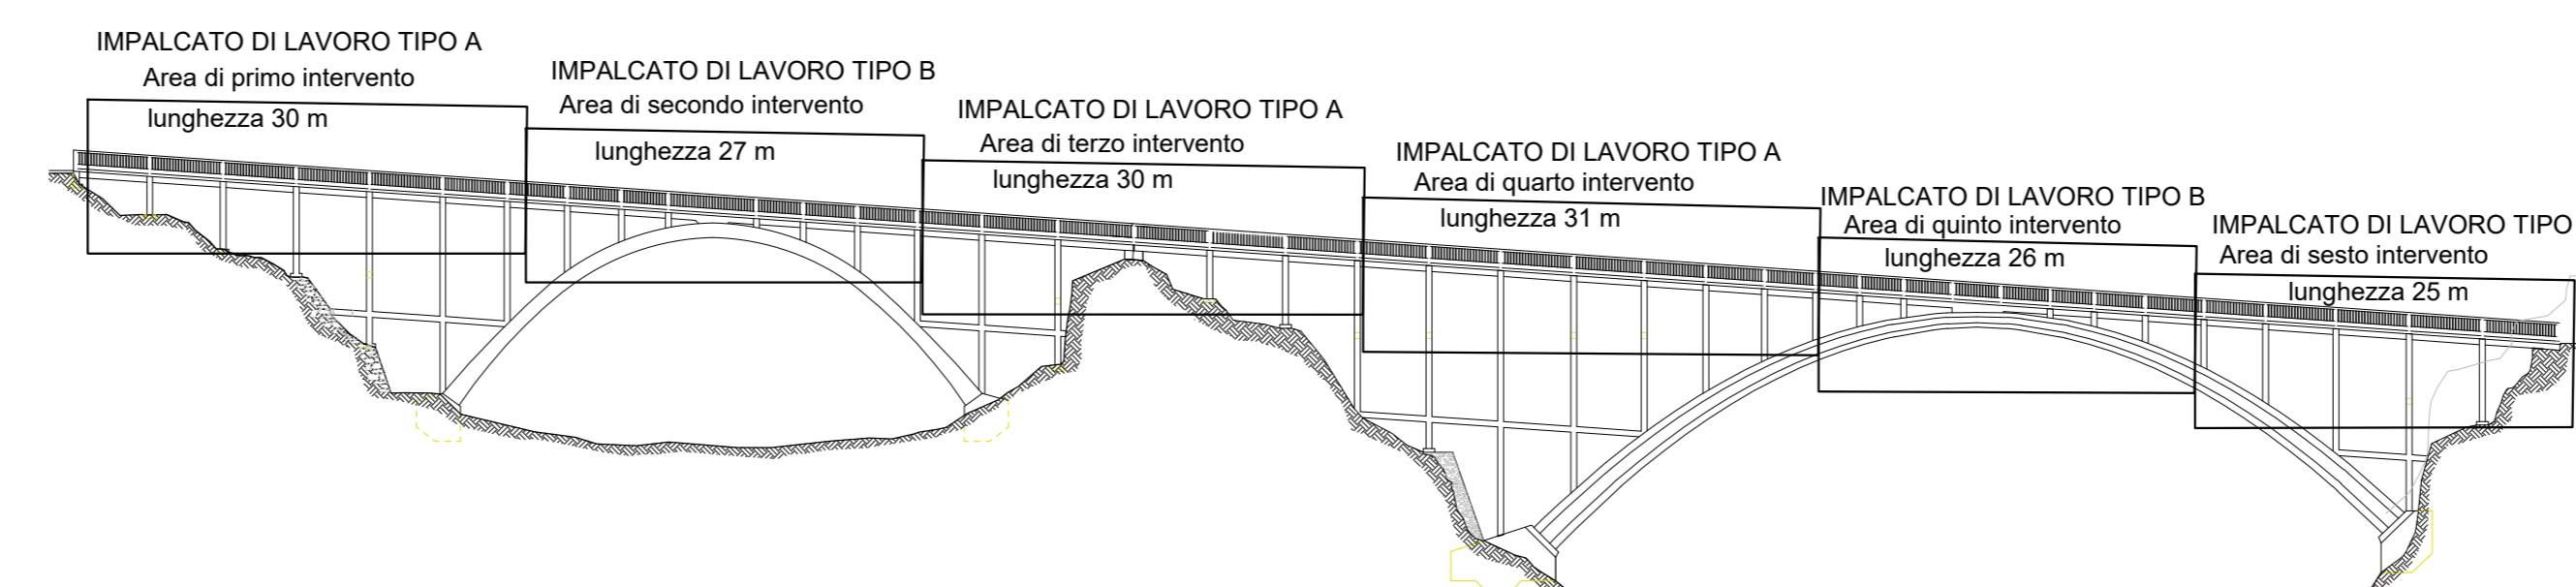 IMPALCATO DI LAVORO TIPO A
Area di primo intervento
lunghezza 30 m
IMPALCATO DI LAVORO TIPO B
Area di secondo intervento
lunghezza 27 m
IMPALCATO DI LAVORO TIPO A
Area di terzo intervento
lunghezza 30 m
IMPALCATO DI LAVORO TIPO A
Area di quarto intervento
lunghezza 31 m
IMPALCATO DI LAVORO TIPO B
Area di quinto intervento
lunghezza 26 m
IMPALCATO DI LAVORO TIPO
Area di sesto intervento
lunghezza 25 m